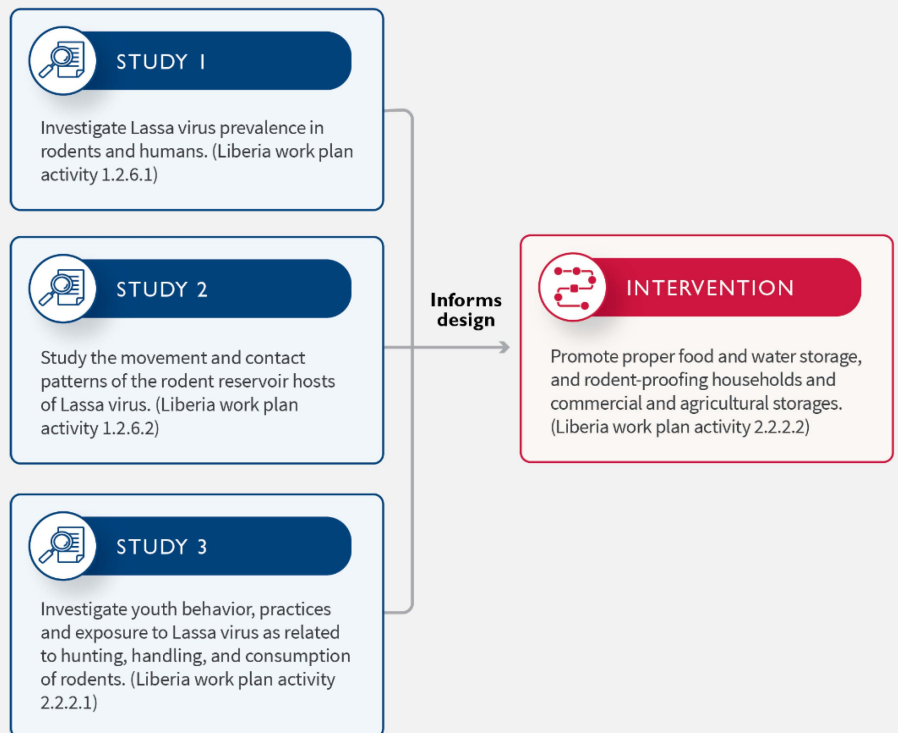 STUDY 1
Investigate Lassa virus prevalence in
rodents and humans. (Liberia work plan
activity 1.2.6.1)
STUDY 2
Study the movement and contact
patterns of the rodent reservoir hosts
of Lassa virus. (Liberia work plan
activity 1.2.6.2)
STUDY 3
Investigate youth behavior, practices
and exposure to Lassa virus as related
to hunting, handling, and consumption
of rodents. (Liberia work plan activity
2.2.2.1)
Informs
design
INTERVENTION
Promote proper food and water storage,
and rodent-proofing households and
commercial and agricultural storages.
(Liberia work plan activity 2.2.2.2)